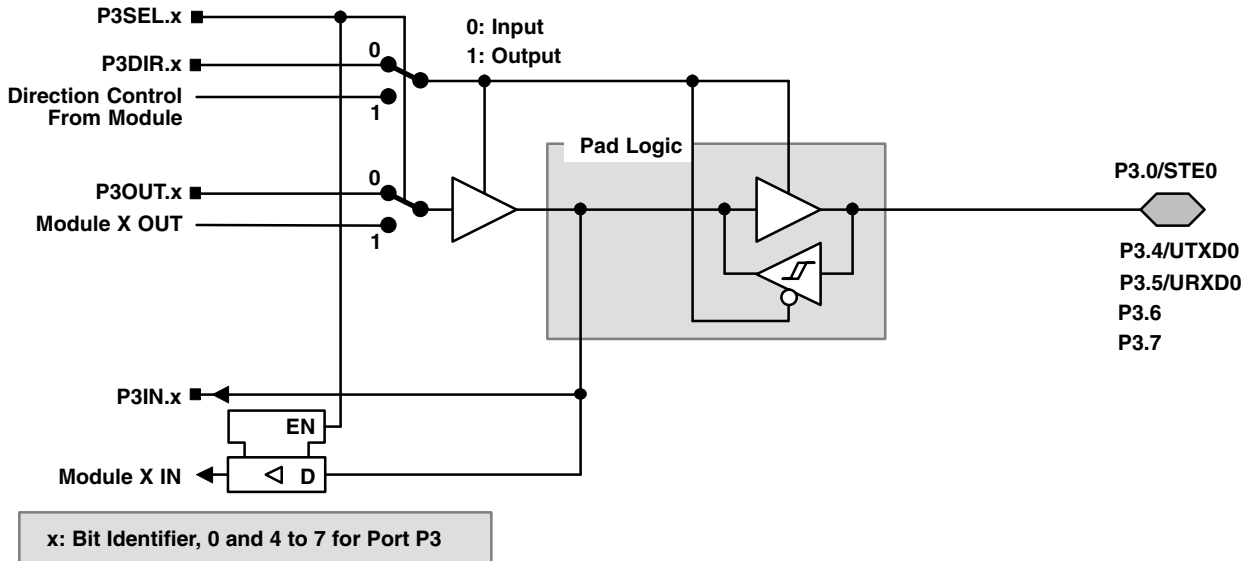 P3SEL.x
0: Input
1: Output
0
P3DIR.x
Direction Control
From Module
1
Pad Logic
P3.0/STE0
0
P3OUT.x
Module X OUT
1
P3.4/UTXD0
P3.5/URXD0
P3.6
P3.7
P3IN.x
EN
Module X IN
D
x: Bit Identifier, 0 and 4 to 7 for Port P3